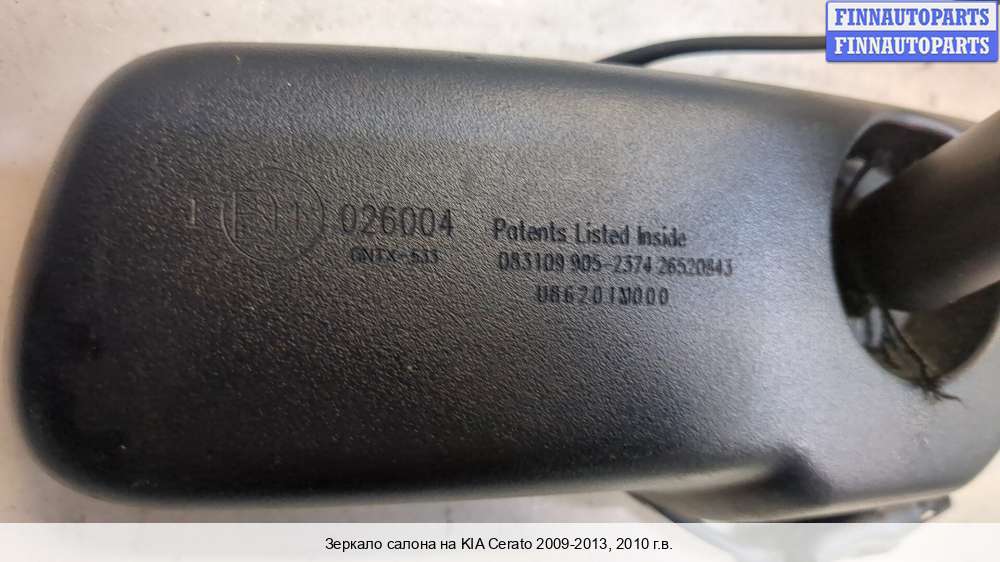 FINNAUTOPARTS
FINNAUTOPARTS
026004
Patents Listed Inside
GNTX-533
083109 905-2374 26520843
U86201M000
Зеркало салона на KIA Cerato 2009-2013, 2010 г.в.